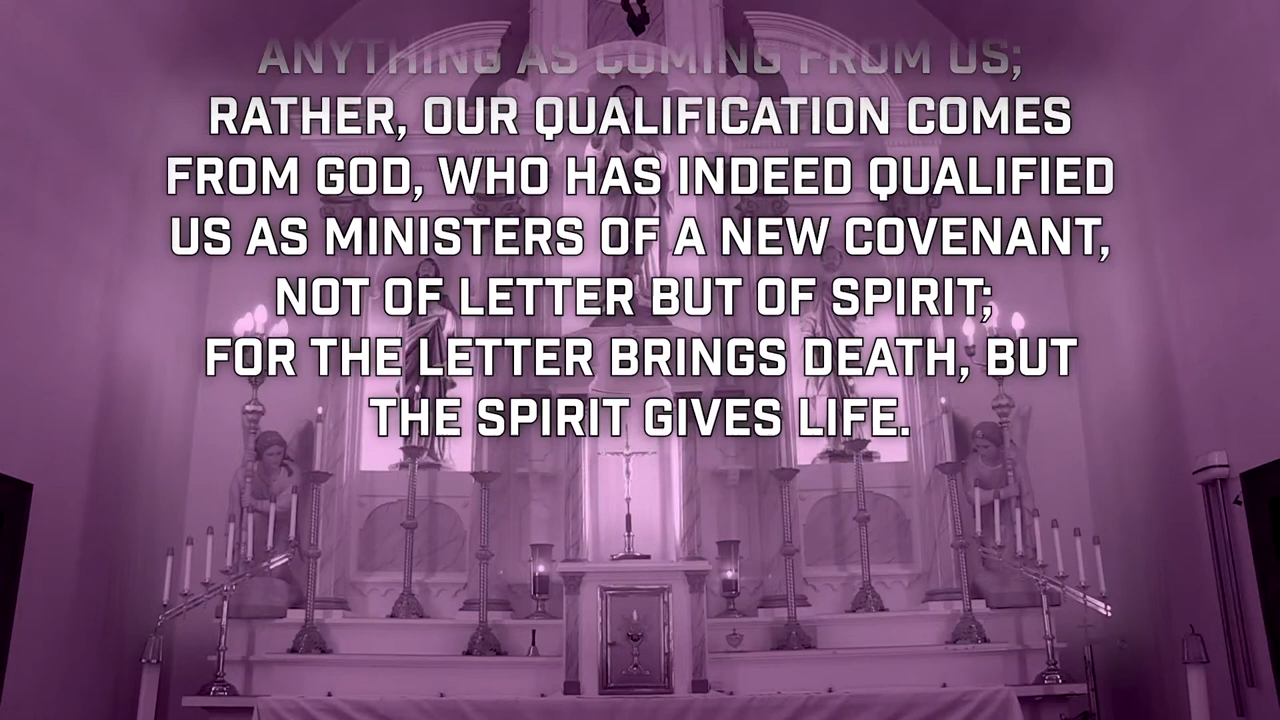 ANYTHING AS COMING FROM US;
RATHER, OUR QUALIFICATION COMES
FROM GOD, WHO HAS INDEED QUALIFIED
US AS MINISTERS OF A NEW COVENANT,
NOT OF LETTER BUT OF SPIRIT;
FOR THE LETTER BRINGS DEATH, BUT
THE SPIRIT GIVES LIFE.